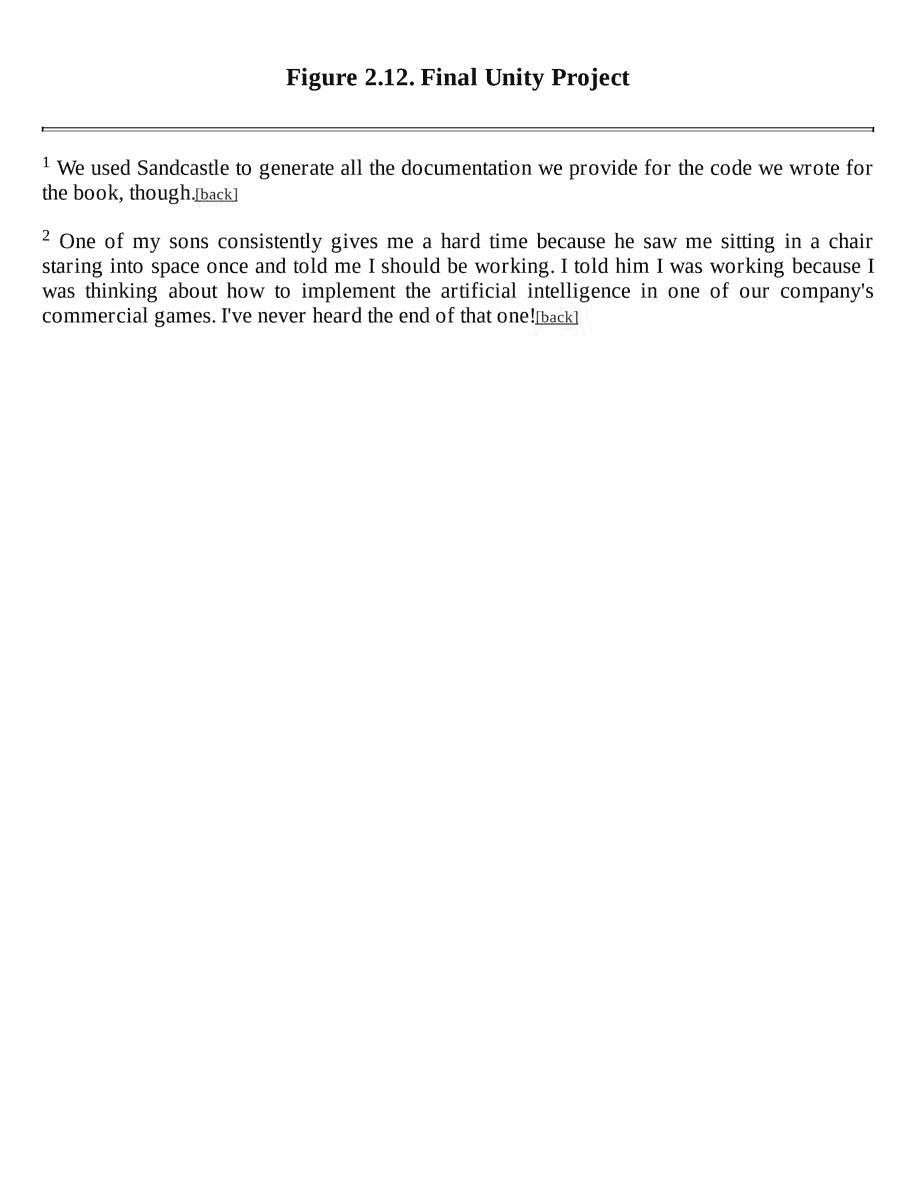 Figure 2.12. Final Unity Project
1 We used Sandcastle to generate all the documentation we provide for the code we wrote for
the book, though.[back]
2 One of my sons consistently gives me a hard time because he saw me sitting in a chair
staring into space once and told me I should be working. I told him I was working because I
was thinking about how to implement the artificial intelligence in one of our company's
commercial games. I've never heard the end of that one![back]